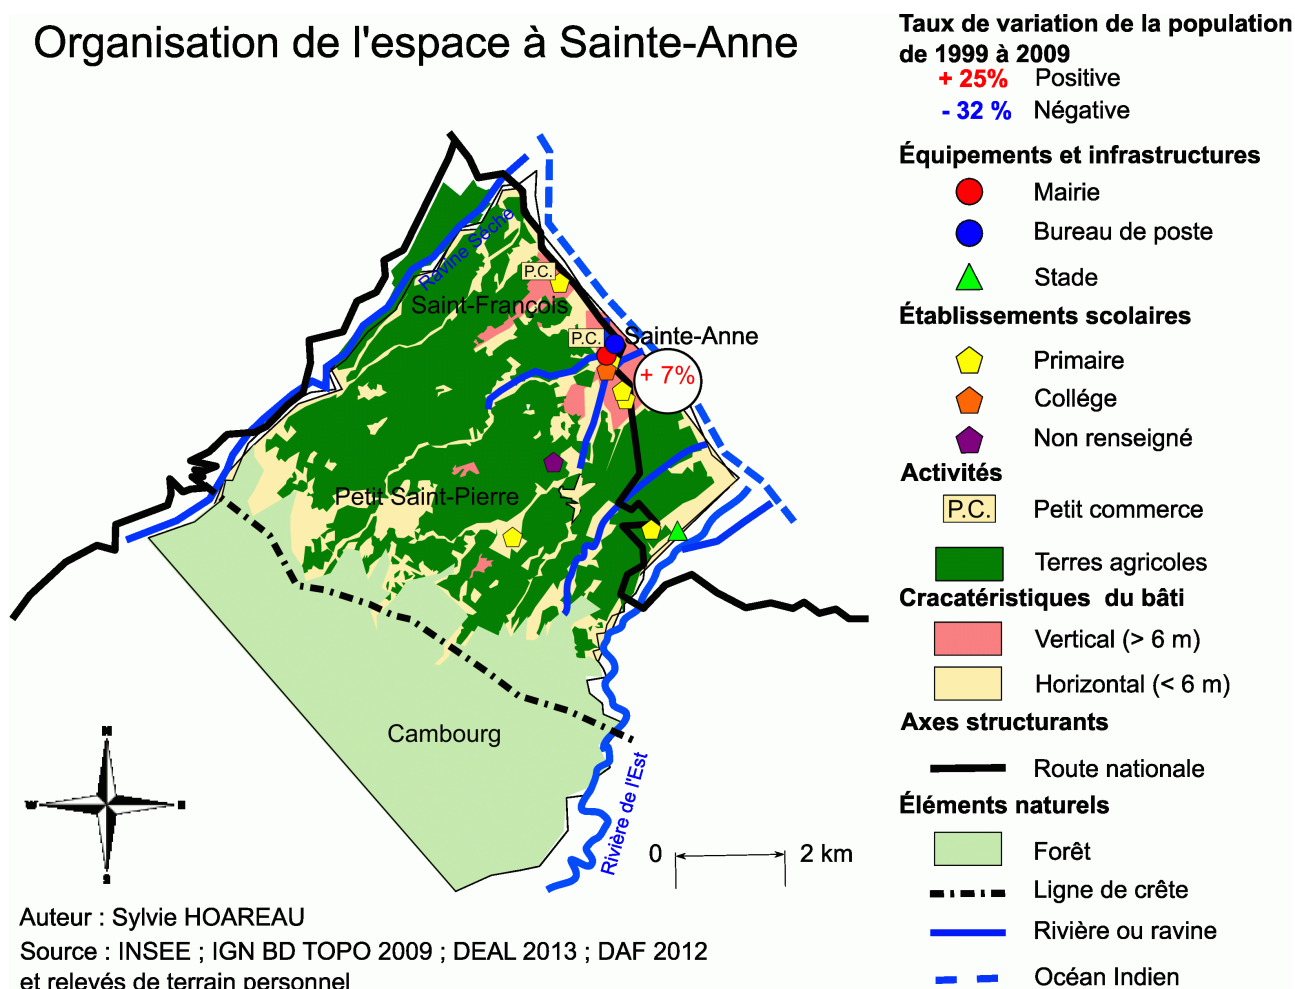 Organisation de l'espace à Sainte-Anne
Taux de variation de la population
de 1999 à 2009
+ 25% Positive
- 32 % Négative
Équipements et infrastructures
Mairie
Bureau de poste
Stade
Établissements scolaires
Primaire
Collége
Non renseigné
Activités
P.C. Petit commerce
Terres agricoles
Cracatéristiques du bâti
Vertical (> 6 m)
Horizontal (< 6 m)
Axes structurants
Route nationale
Éléments naturels
Forêt
Ligne de crête
Rivière ou ravine
Océan Indien
Ravine Sèche
P.C.
Saint-François
P.C.
Sainte-Anne
+ 7%
Petit Saint-Pierre
Cambourg
Rivière de l'Est
N
W
E
S
0 2 km
Auteur : Sylvie HOAREAU
Source : INSEE ; IGN BD TOPO 2009 ; DEAL 2013 ; DAF 2012
et relevés de terrain personnel